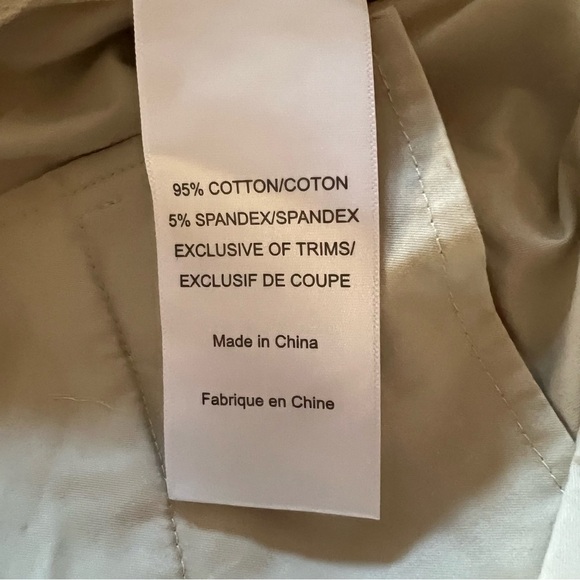 95% COTTON/COTON
5% SPANDEX/SPANDEX
EXCLUSIVE OF TRIMS/
EXCLUSIF DE COUPE
Made in China
Fabrique en Chine